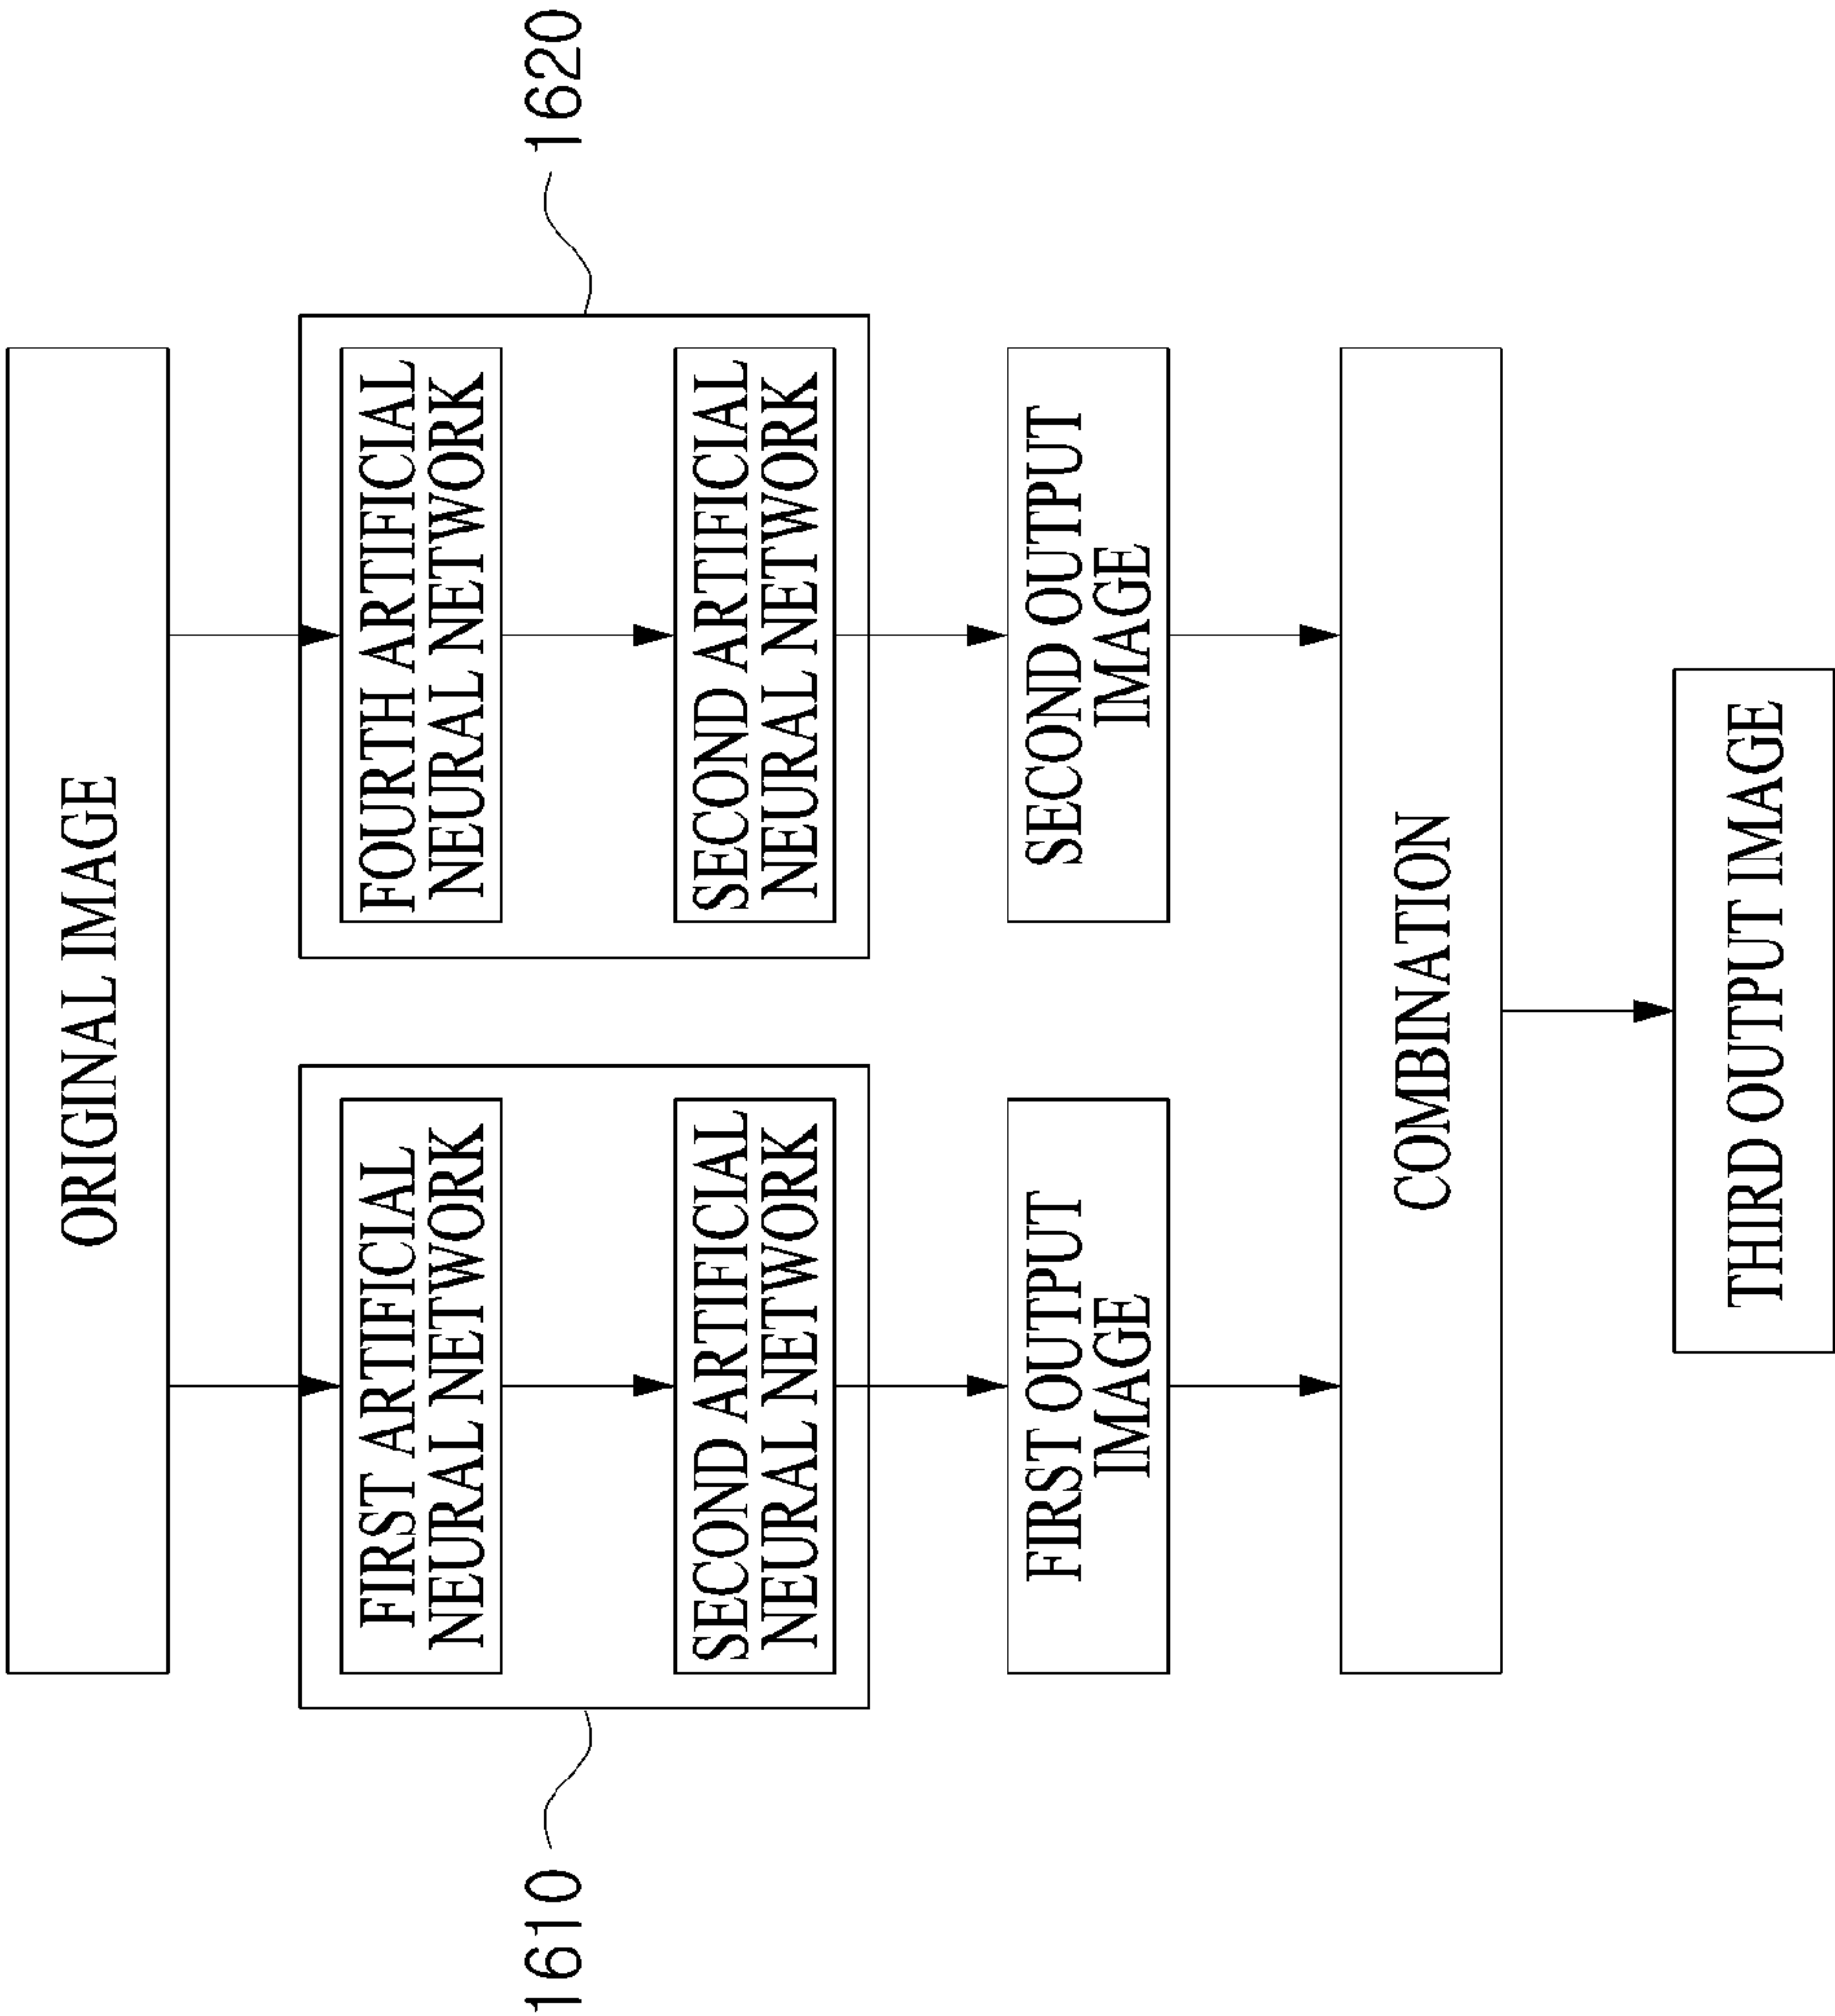 ORIGINAL IMAGE
1610
FIRST ARTIFICIAL
NEURAL NETWORK
SECOND ARTIFICIAL
NEURAL NETWORK
FIRST OUTPUT
IMAGE
1620
FOURTH ARTIFICIAL
NEURAL NETWORK
SECOND ARTIFICIAL
NEURAL NETWORK
SECOND OUTPUT
IMAGE
COMBINATION
THIRD OUTPUT IMAGE